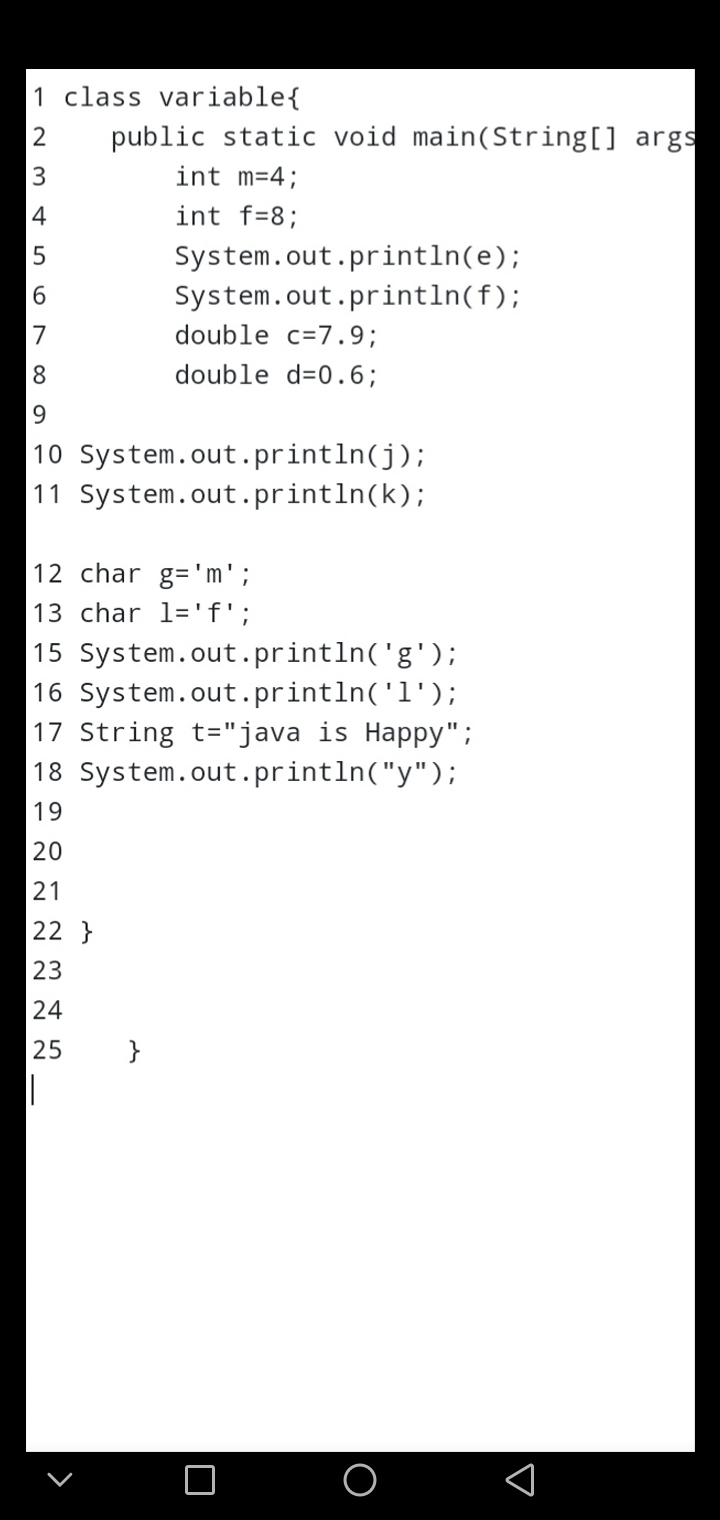 1 class variable{
2    public static void main(String[] args
3        int m=4;
4        int f=8;
5        System.out.println(e);
6        System.out.println(f);
7        double c=7.9;
8        double d=0.6;
9
10 System.out.println(j);
11 System.out.println(k);
12 char g='m';
13 char l='f';
15 System.out.println('g');
16 System.out.println('l');
17 String t="java is Happy";
18 System.out.println("y");
19
20
21
22 }
23
24
25    }